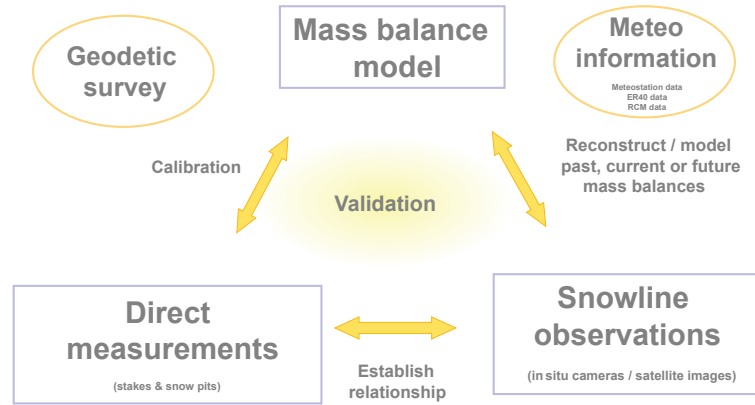 Geodetic
survey
Mass balance
model
Meteo
information
Meteostation data
ER40 data
RCM data
Calibration
Validation
Reconstruct / model
past, current or future
mass balances
Direct
measurements
(stakes & snow pits)
Establish
relationship
Snowline
observations
(in situ cameras / satellite images)